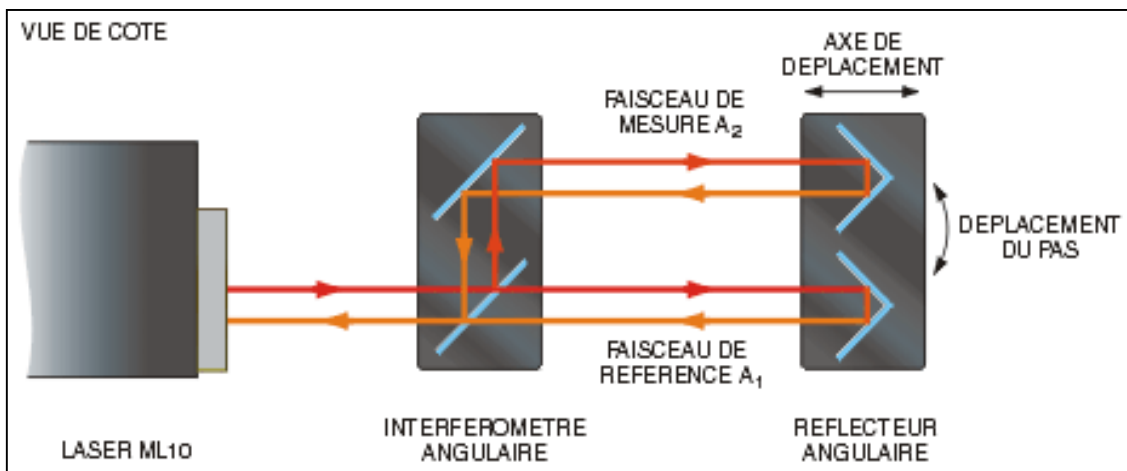 VUE DE COTE
AXE DE
DEPLACEMENT
FAISCEAU DE
MESURE A2
DEPLACEMENT
DU PAS
FAISCEAU DE
REFERENCE A1
LASER ML10
INTERFEROMETRE
ANGULAIRE
REFLECTEUR
ANGULAIRE